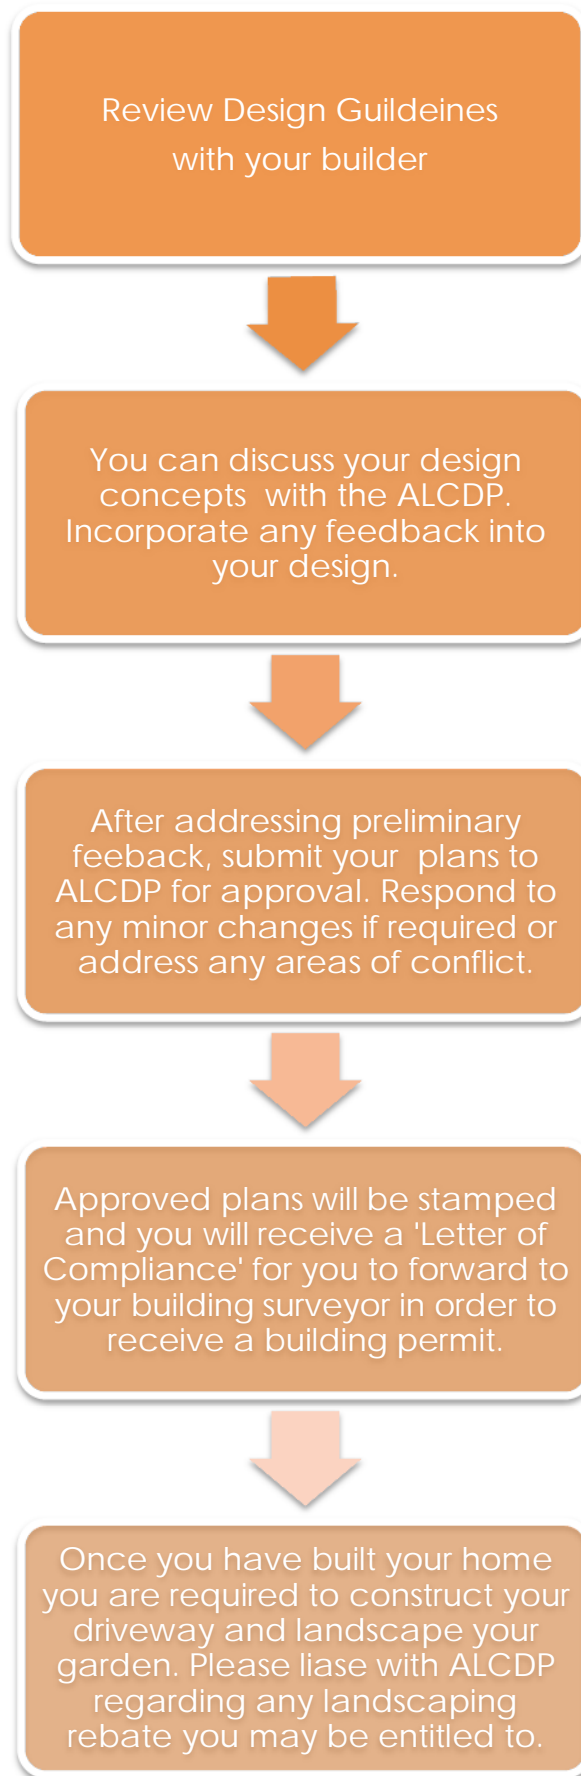 Review Design Guildeines
with your builder
You can discuss your design
concepts with the ALCDP.
Incorporate any feedback into
your design.
After addressing preliminary
feeback, submit your plans to
ALCDP for approval. Respond to
any minor changes if required or
address any areas of conflict.
Approved plans will be stamped
and you will receive a 'Letter of
Compliance' for you to forward to
your building surveyor in order to
receive a building permit.
Once you have built your home
you are required to construct your
driveway and landscape your
garden. Please liase with ALCDP
regarding any landscaping
rebate you may be entitled to.